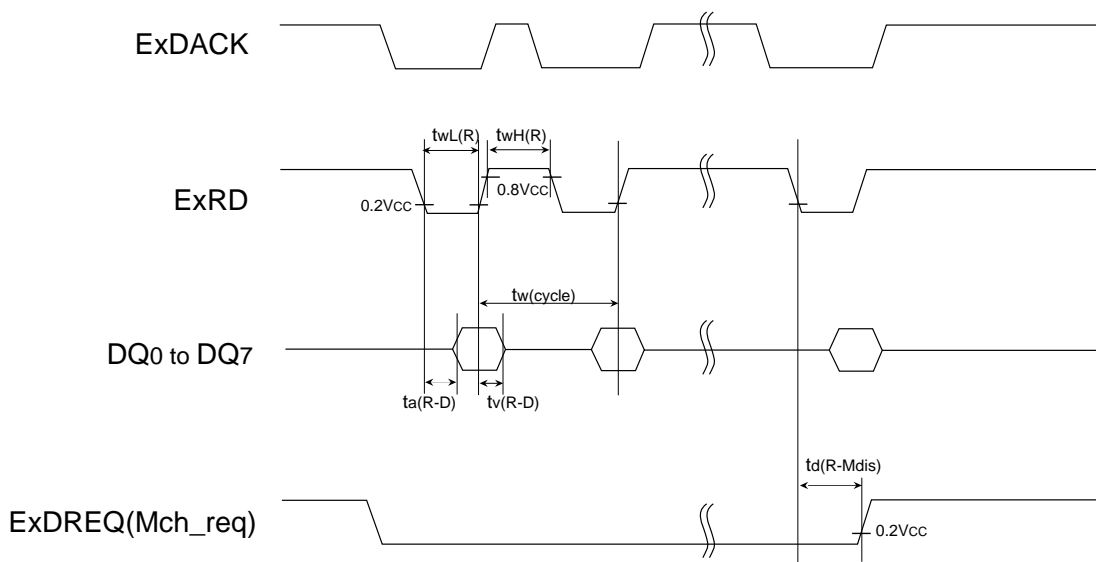 ExDACK
twL(R) twH(R)
ExRD
0.2VCC
0.8VCC
tw(cycle)
DQ0 to DQ7
ta(R-D) tv(R-D)
td(R-Mdis)
ExDREQ(Mch_req)
0.2VCC